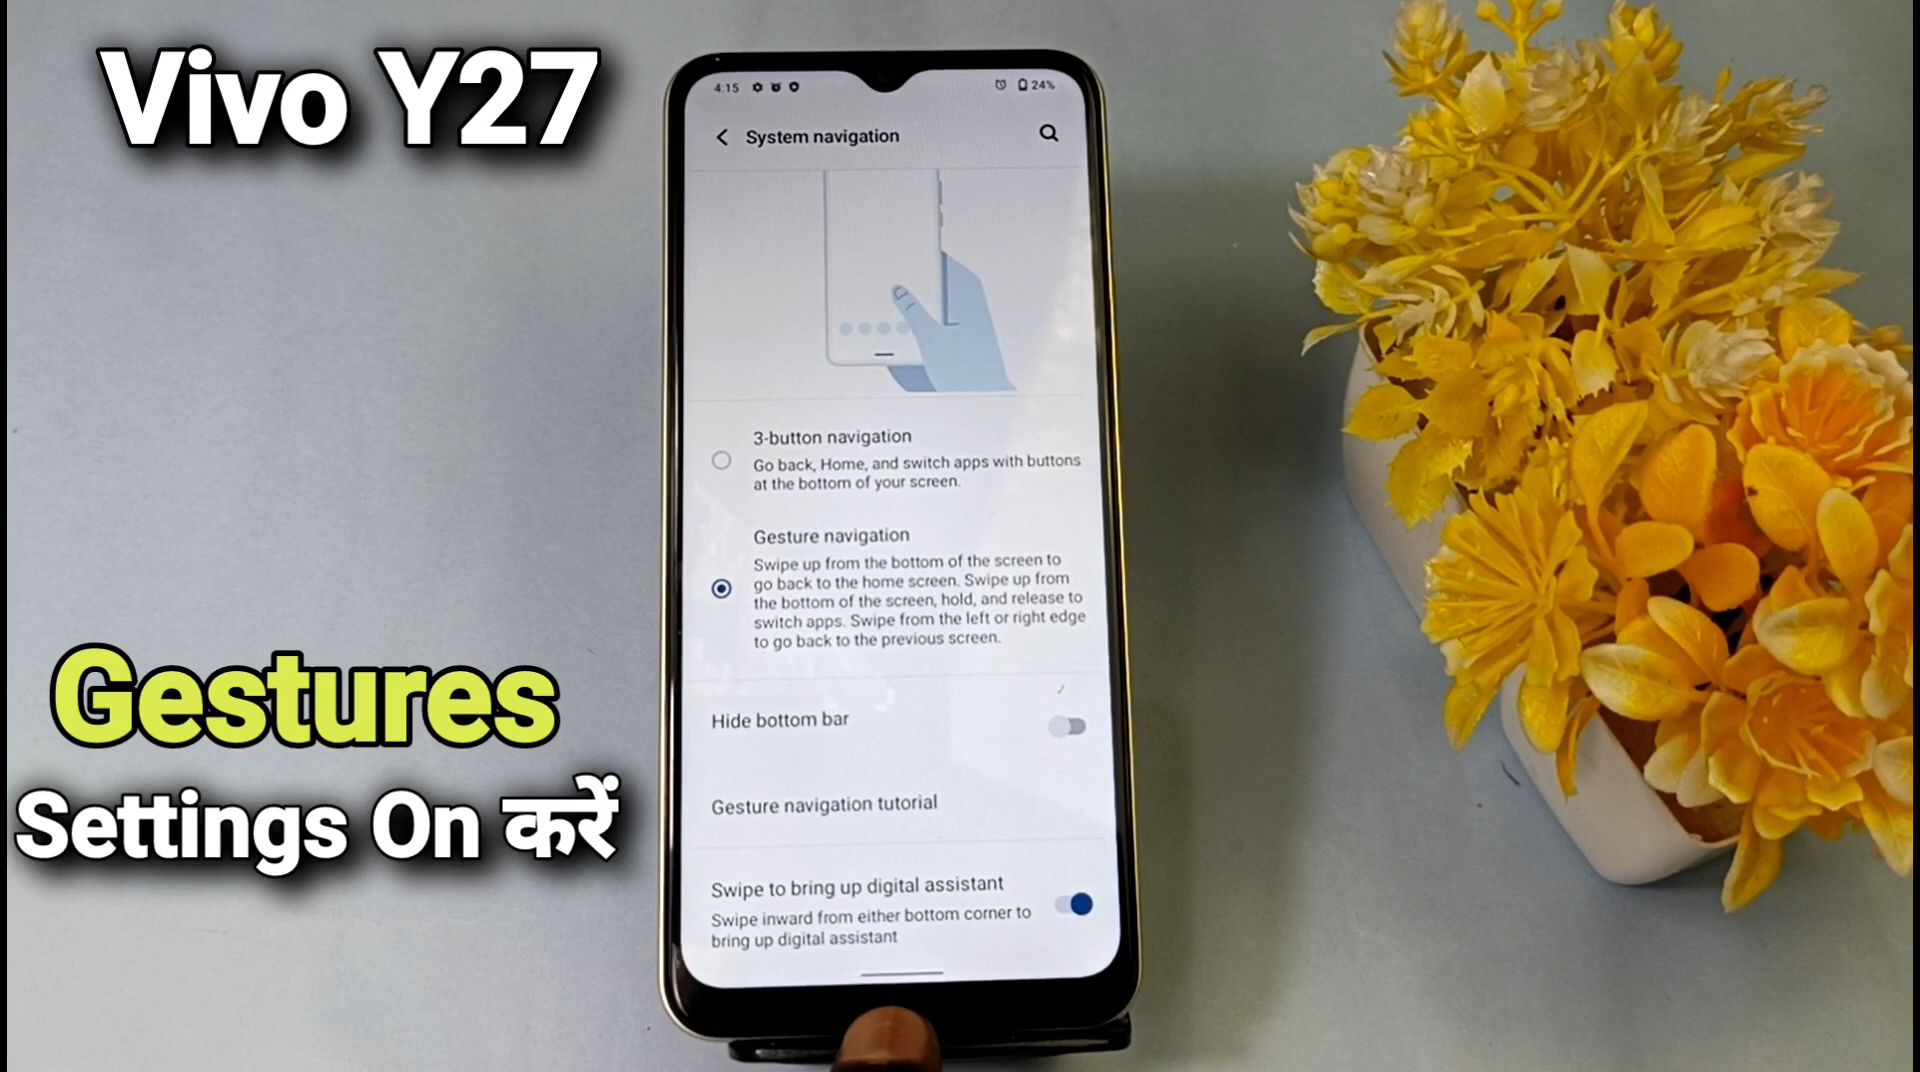 Vivo Y27
4:15
24%
System navigation
3-button navigation
Go back, Home, and switch apps with buttons
at the bottom of your screen.
Gesture navigation
Swipe up from the bottom of the screen to
go back to the home screen. Swipe up from
the bottom of the screen, hold, and release to
switch apps. Swipe from the left or right edge
to go back to the previous screen.
Hide bottom bar
Gesture navigation tutorial
Swipe to bring up digital assistant
Swipe inward from either bottom corner to
bring up digital assistant
Gestures
Settings On करें